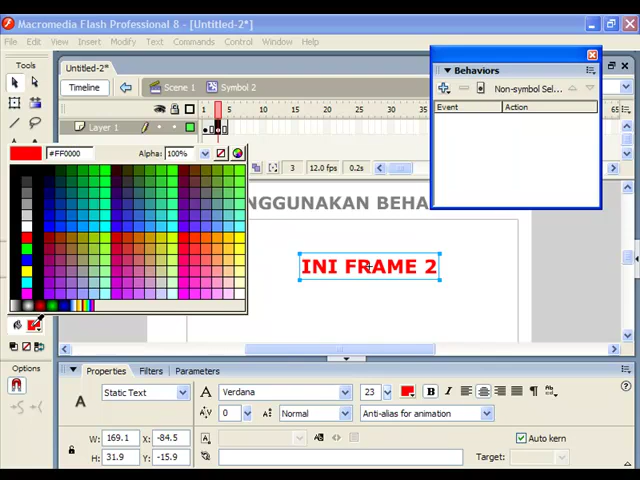 Macromedia Flash Professional 8 - [Untitled-2*]
File Edit View Insert Modify Text Commands Control Window Help
Tools
Untitled-2*
Timeline Scene 1 Symbol 2
1 5 10 15 20 25 30 35
Layer 1
#FF0000 Alpha: 100%
3 12.0 fps 0.2s
Behaviors
Non-symbol Sel...
Event Action
NGGUNAKAN BEHA
INI FRAME 2
Options
Properties Filters Parameters
A Static Text A Verdana 23 B I
A/V 0 Normal Anti-alias for animation
W: 169.1 X: -84.5 Auto kern
H: 31.9 Y: -15.9 Target: